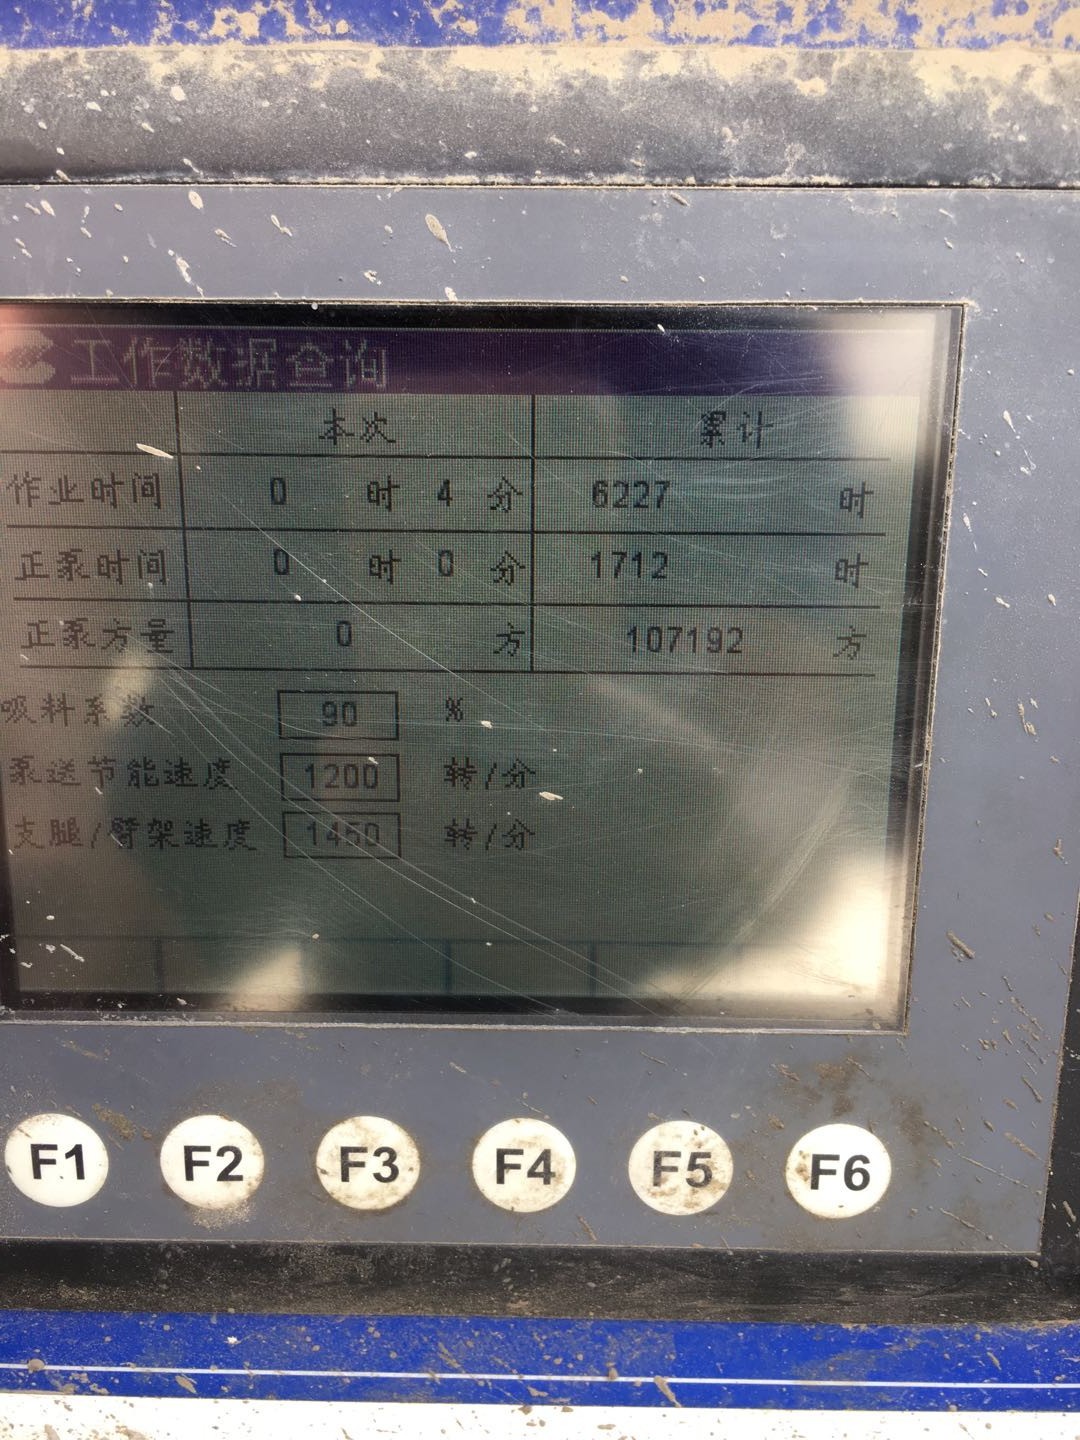 工作数据查询
本次 累计
作业时间 0 时 4 分 6227 时
正泵时间 0 时 0 分 1712 时
正泵方量 0 方 107192 方
吸料系数 90 %
泵送节能速度 1200 转/分
支腿/臂架速度 1450 转/分
F1 F2 F3 F4 F5 F6